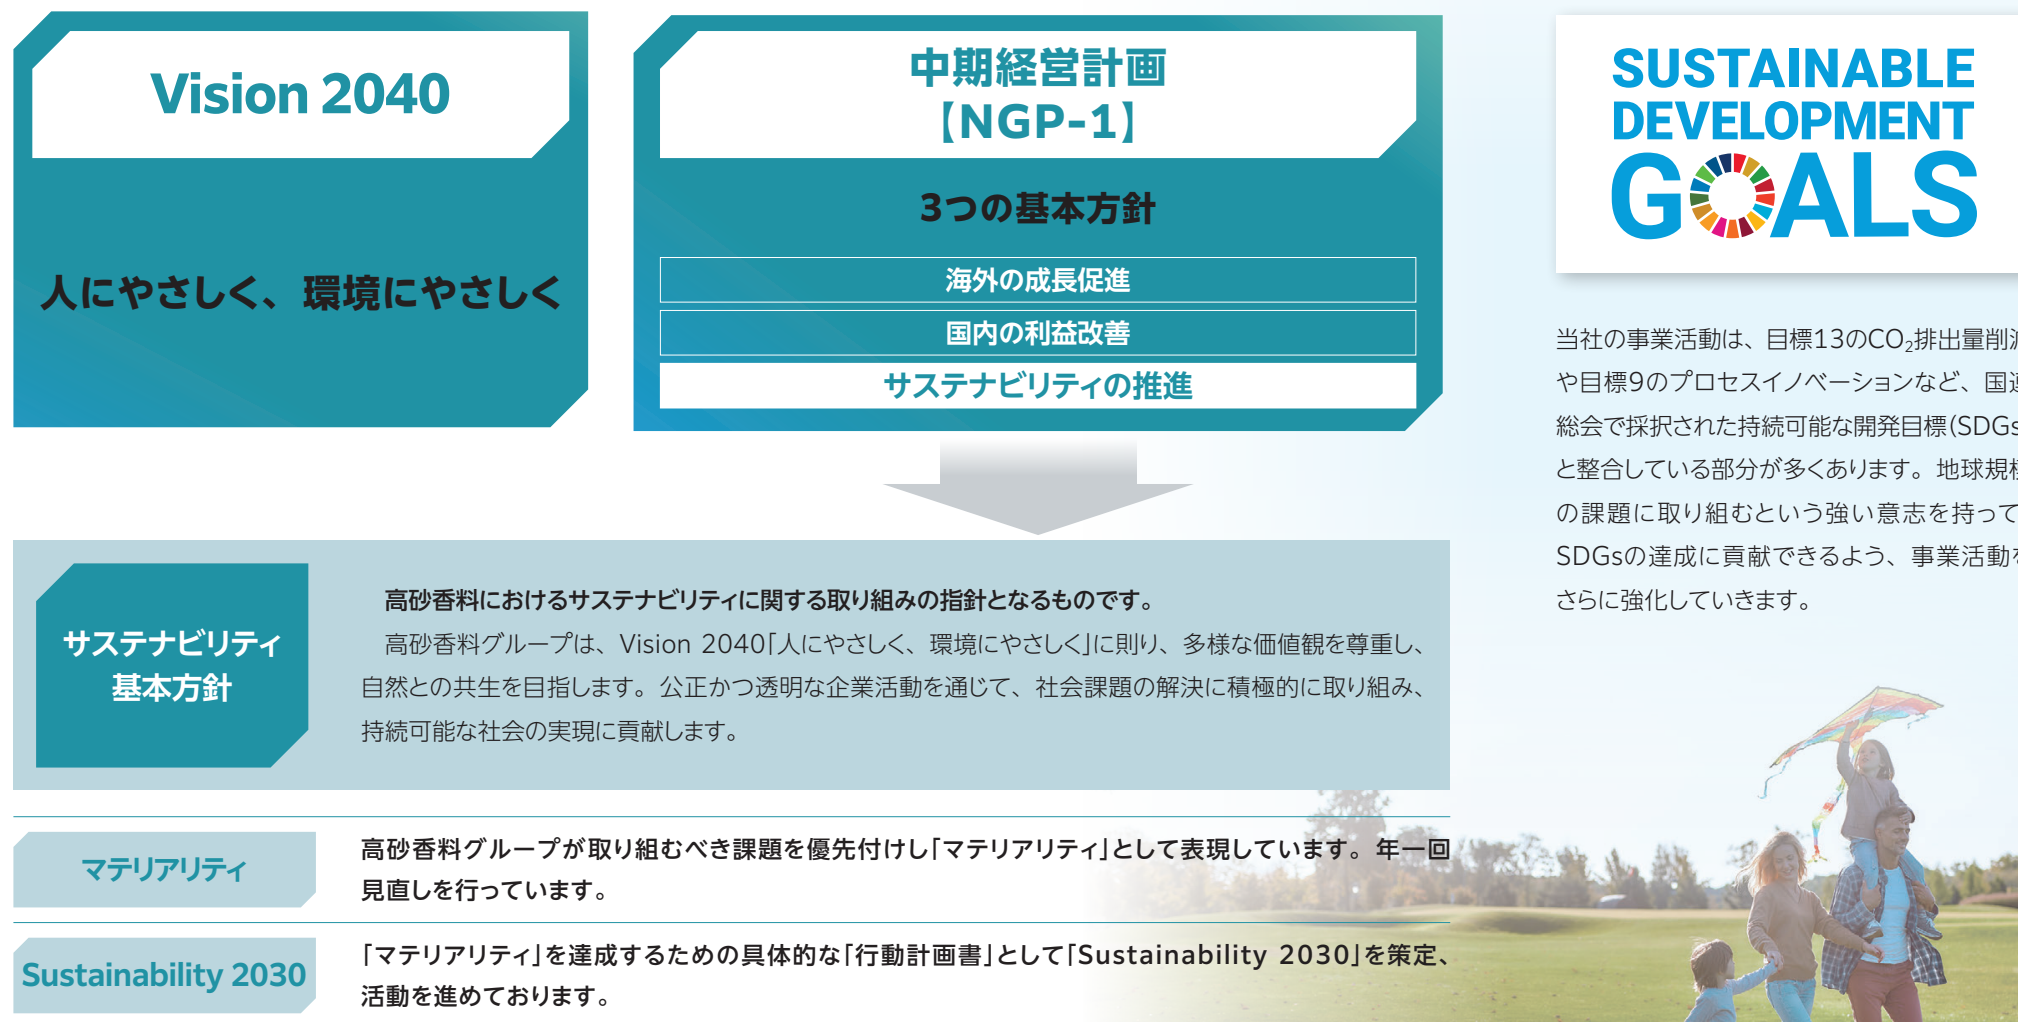 Vision 2040
人にやさしく、環境にやさしく
中期経営計画
【NGP-1】
3つの基本方針
海外の成長促進
国内の利益改善
サステナビリティの推進
サステナビリティ
基本方針
高砂香料におけるサステナビリティに関する取り組みの指針となるものです。
高砂香料グループは、Vision 2040「人にやさしく、環境にやさしく」に則り、多様な価値観を尊重し、
自然との共生を目指します。公正かつ透明な企業活動を通じて、社会課題の解決に積極的に取り組み、
持続可能な社会の実現に貢献します。
マテリアリティ
高砂香料グループが取り組むべき課題を優先付けし「マテリアリティ」として表現しています。年一回
見直しを行っています。
Sustainability 2030
「マテリアリティ」を達成するための具体的な「行動計画書」として「Sustainability 2030」を策定、
活動を進めております。
SUSTAINABLE
DEVELOPMENT
GOALS
当社の事業活動は、目標13のCO₂排出量削
や目標9のプロセスイノベーションなど、国
総会で採択された持続可能な開発目標(SDGs
と整合している部分が多くあります。地球規
の課題に取り組むという強い意志を持って
SDGsの達成に貢献できるよう、事業活動
さらに強化していきます。